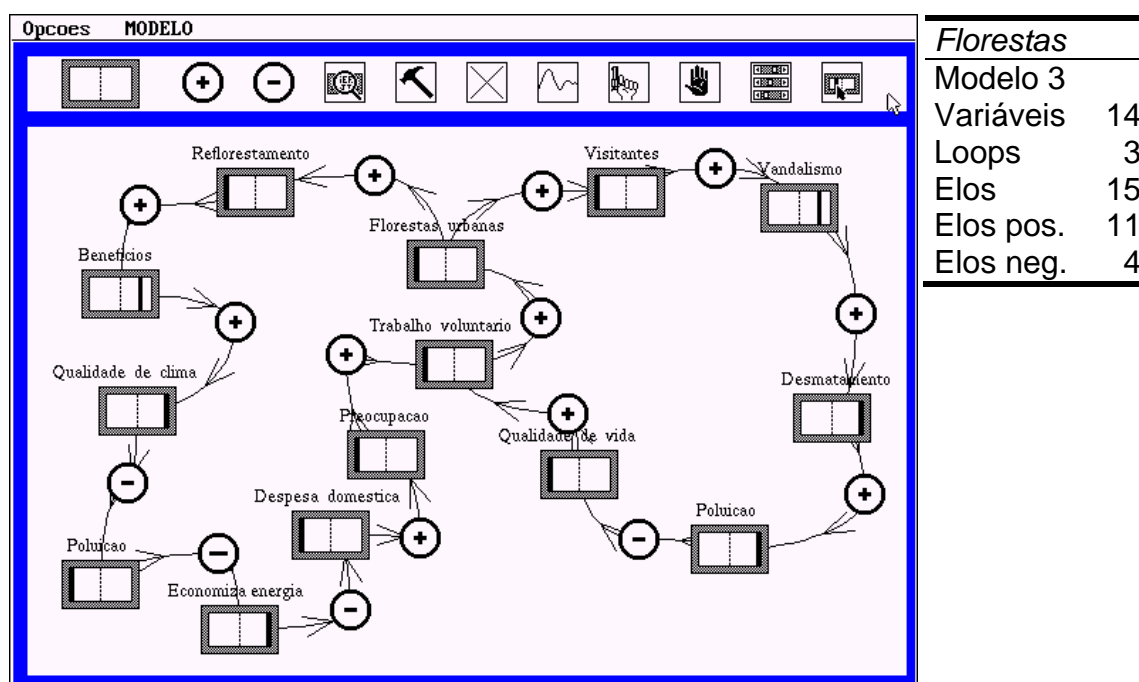 Opcoes MODELO
Reflorestamento
Visitantes
Vandalismo
Florestas urbanas
Beneficios
Trabalho voluntario
Qualidade de clima
Desmatamento
Preocupacao
Qualidade de vida
Despesa domestica
Poluicao
Poluicao
Economiza energia
Florestas
Modelo 3
Variáveis 14
Loops 3
Elos 15
Elos pos. 11
Elos neg. 4